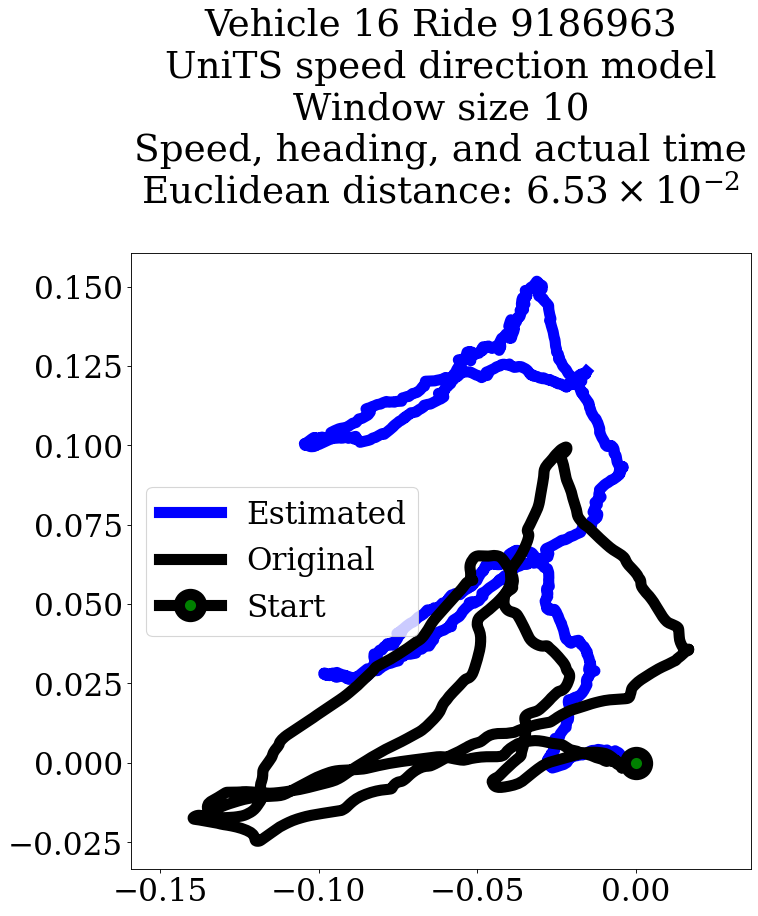 Vehicle 16 Ride 9186963
UniTS speed direction model
Window size 10
Speed, heading, and actual time
Euclidean distance: 6.53 × 10⁻²
0.150
0.125
0.100
0.075
0.050
0.025
0.000
−0.025
Estimated
Original
Start
−0.15 −0.10 −0.05 0.00